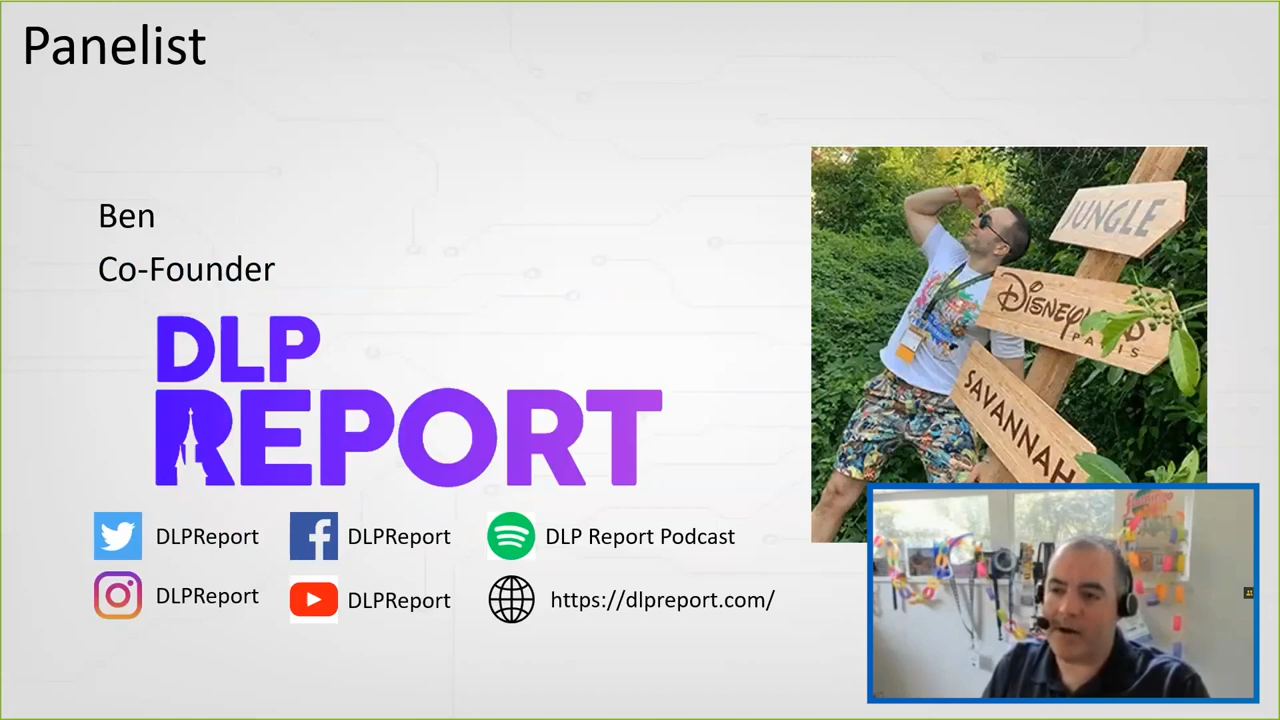 Panelist
Ben
Co-Founder
DLP
REPORT
DLPReport
DLPReport
DLP Report Podcast
DLPReport
DLPReport
https://dlpreport.com/
JUNGLE
PARIS
SAVANNAH